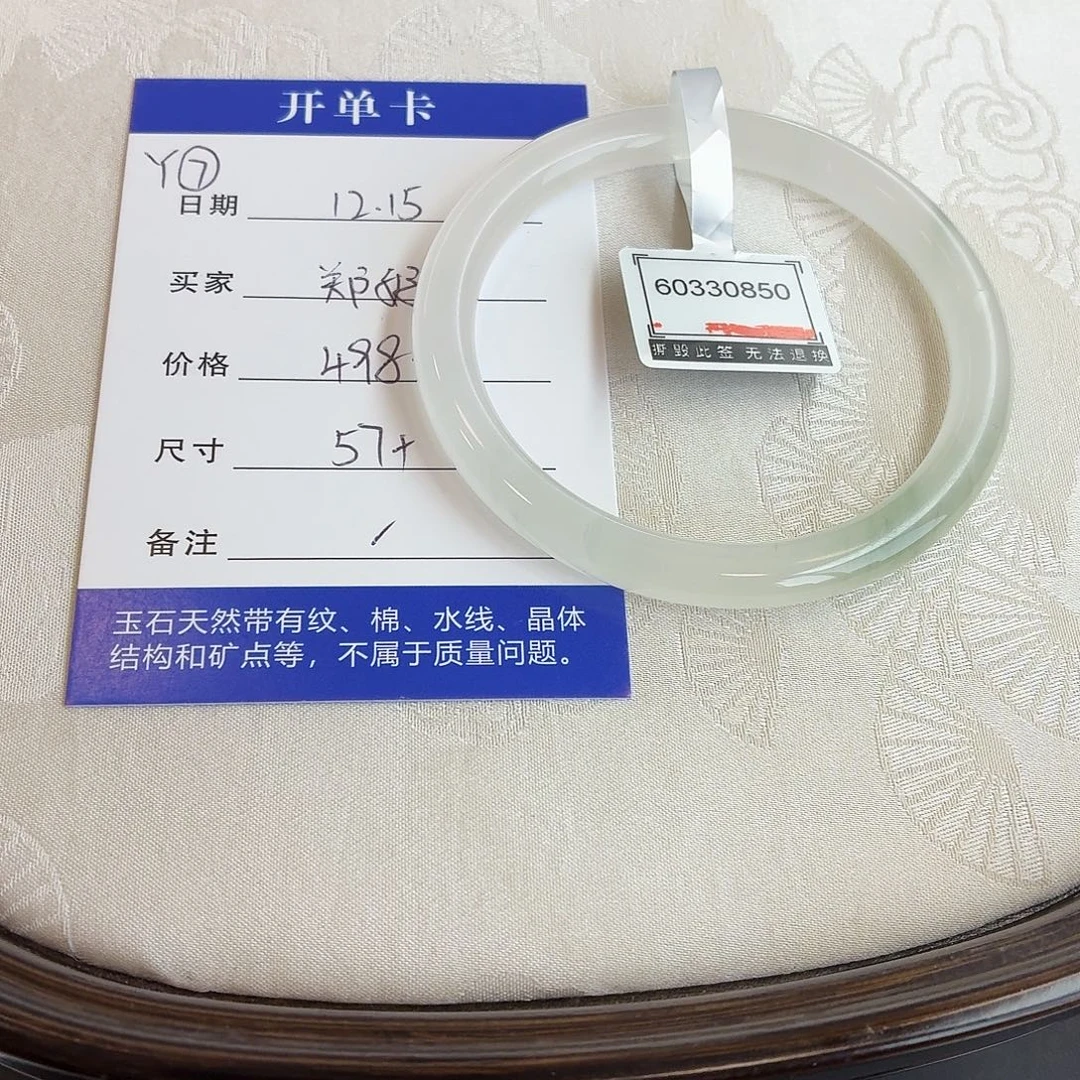 开单卡
Y⑦
日期 12.15
买家 郑
价格 498
尺寸 57+
备注 /
玉石天然带有纹、棉、水线、晶体
结构和矿点等，不属于质量问题。
60330850
撕毁此签 无法退换